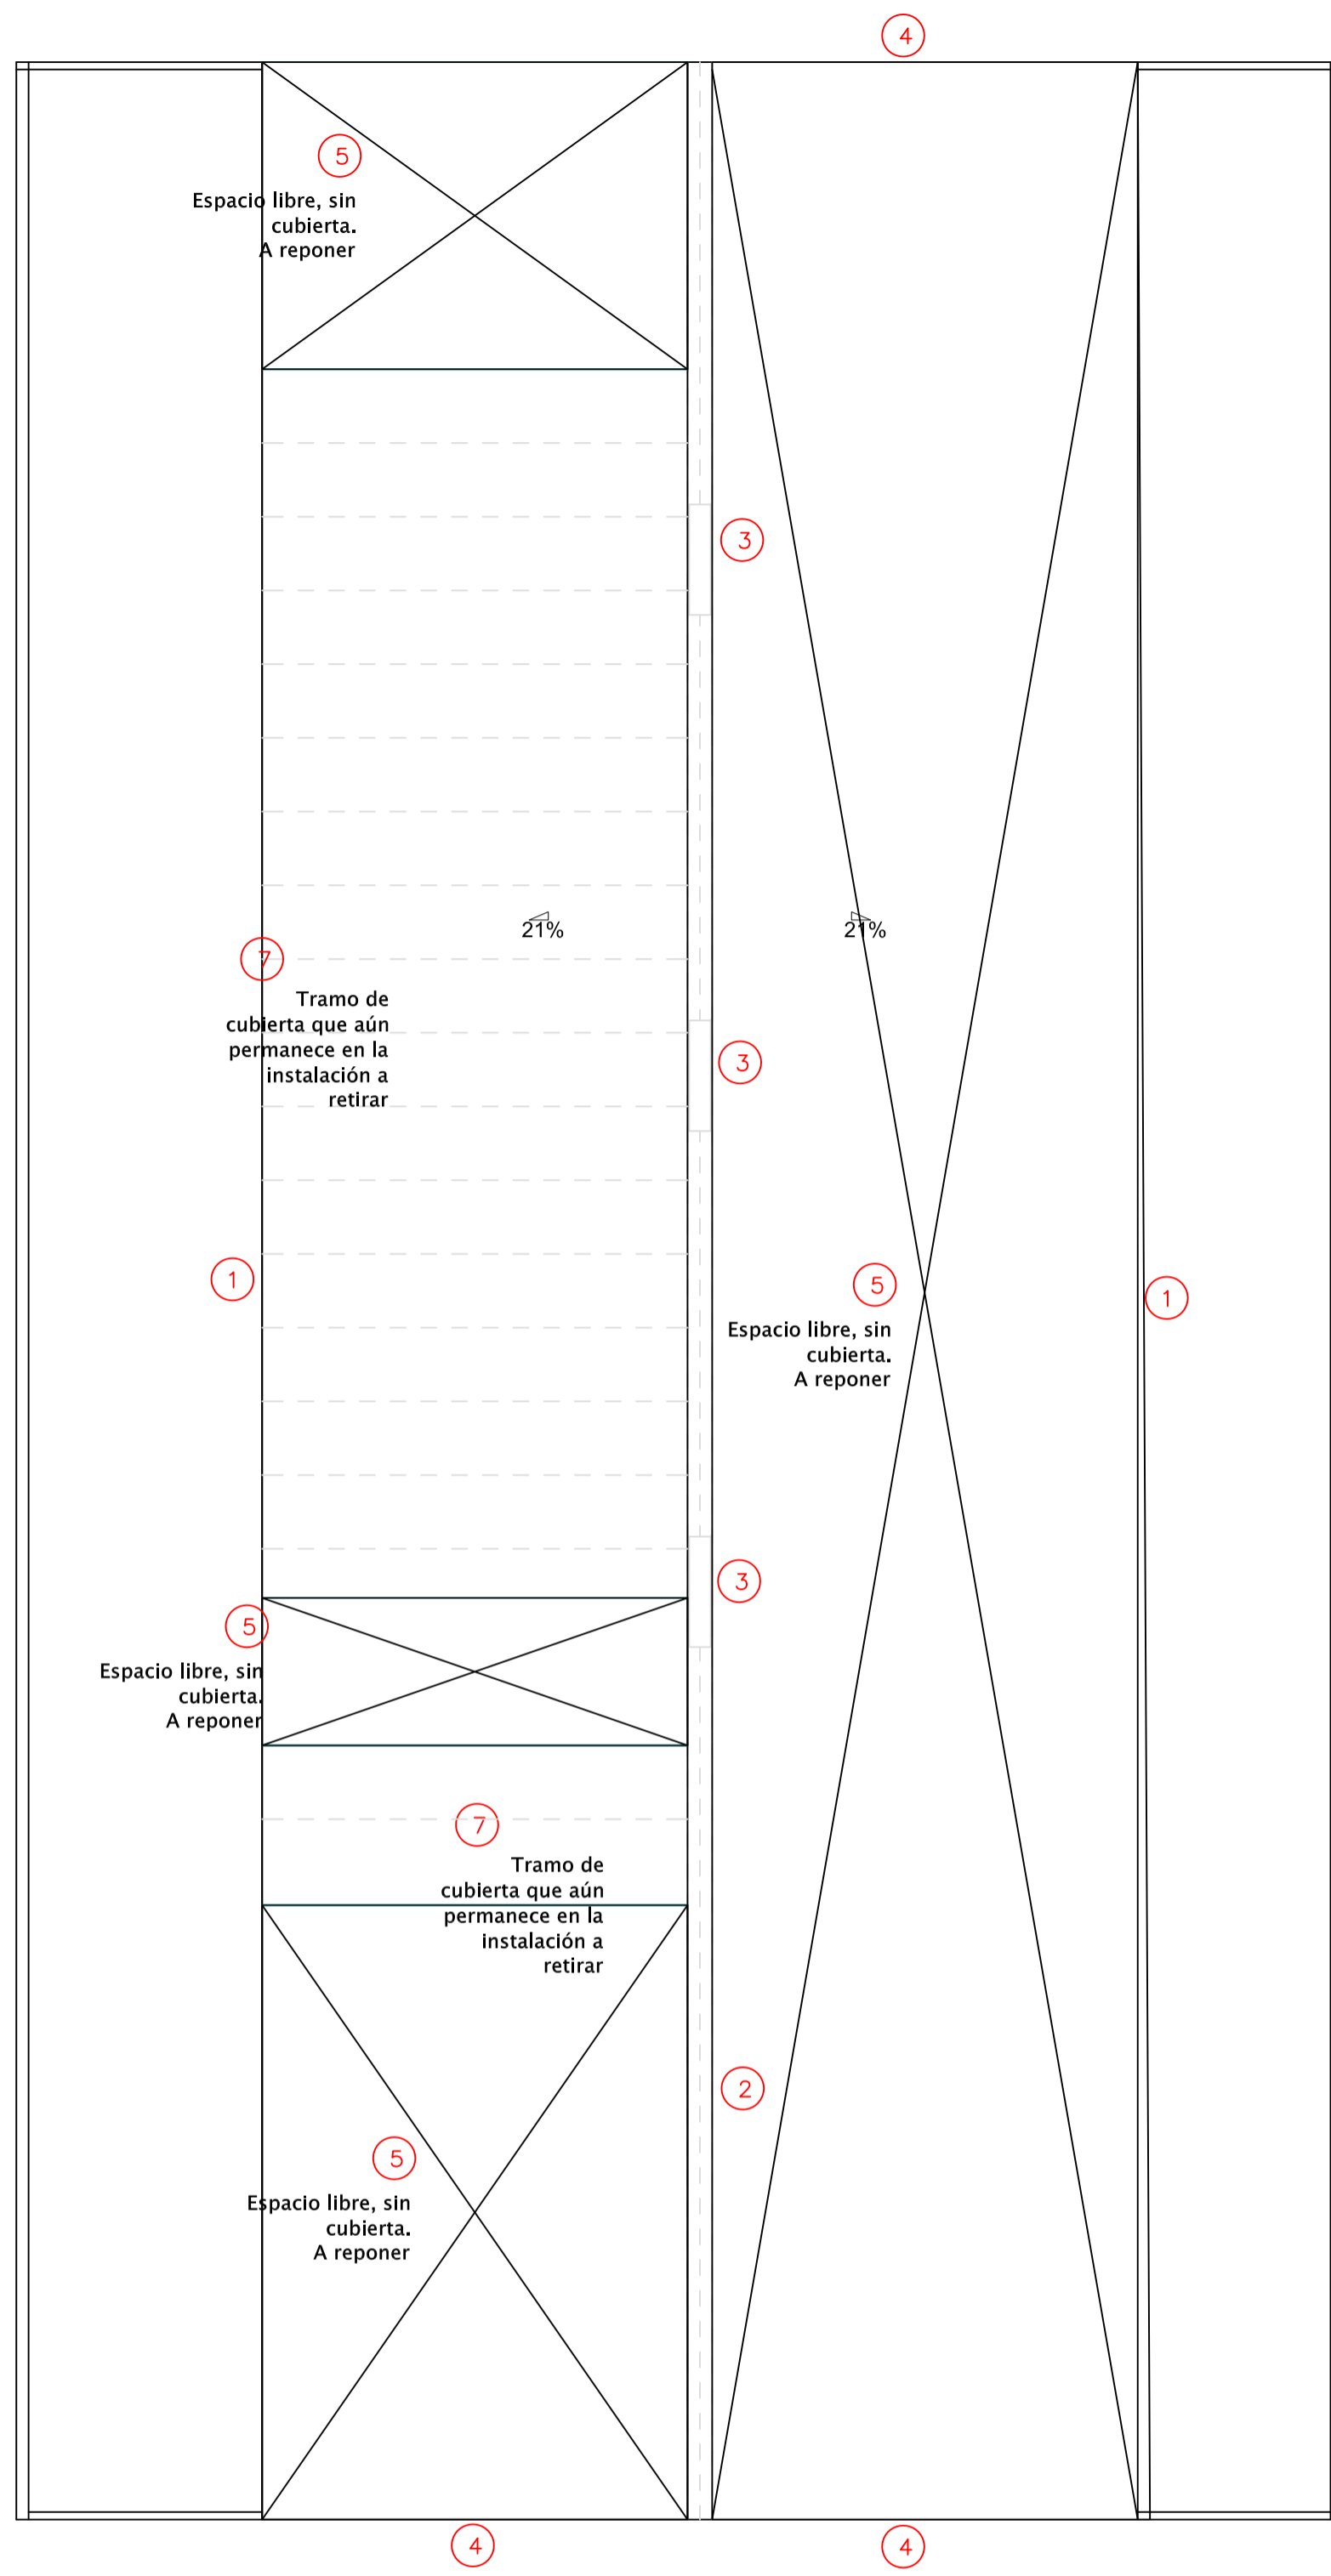 4
5
Espacio libre, sin
cubierta.
A reponer
3
21%
21%
7
Tramo de
cubierta que aún
permanece en la
instalación a
retirar
3
1
5
1
Espacio libre, sin
cubierta.
A reponer
3
5
Espacio libre, sin
cubierta.
A reponer
7
Tramo de
cubierta que aún
permanece en la
instalación a
retirar
2
5
Espacio libre, sin
cubierta.
A reponer
4
4